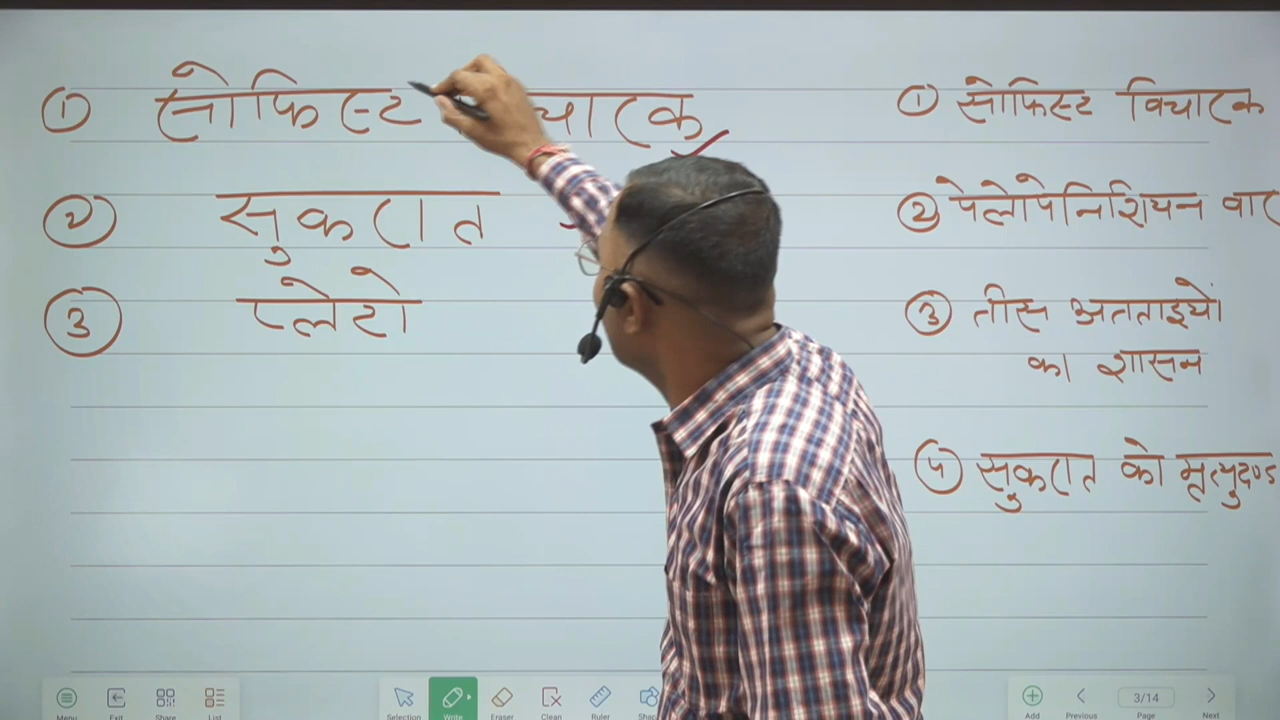 ① सोफिस्ट
② सुकरात
③ प्लेटो
① सोफिस्ट विचारक
② पेलोपेनिशियन वार
③ तीस अतताइयों
का शासन
④ सुकरात को मृत्युदण्ड
Menu Exit Share List Selection Write Eraser Clean Ruler Add Previous 3/14 Page Next